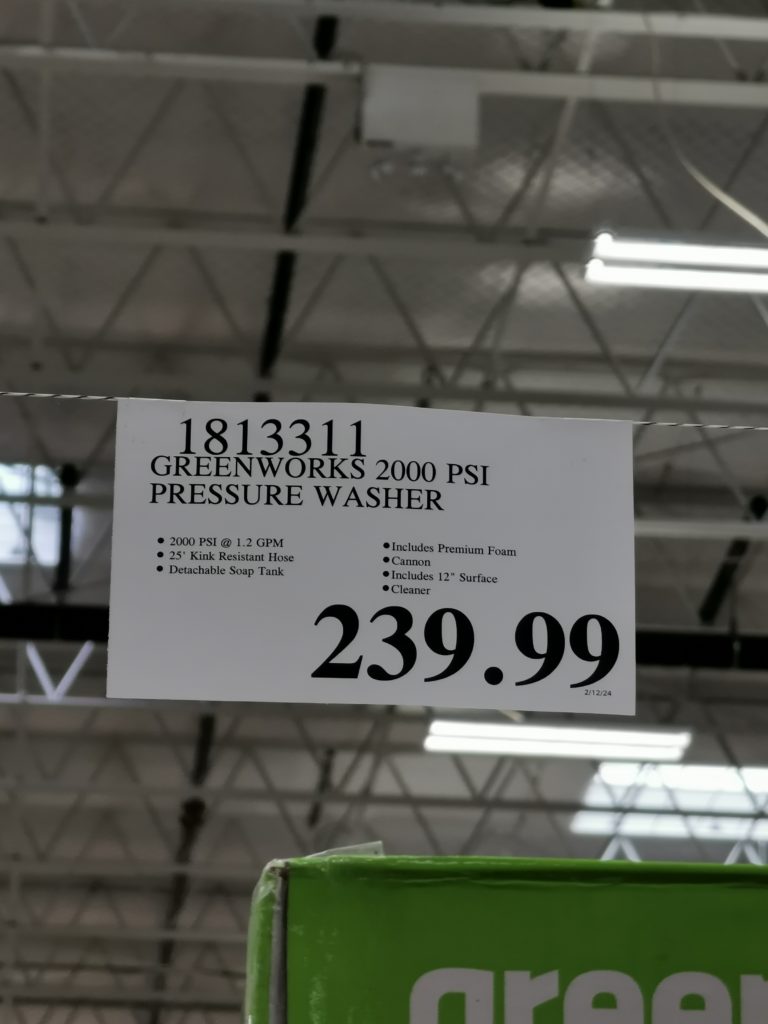 1813311
GREENWORKS 2000 PSI
PRESSURE WASHER
● 2000 PSI @ 1.2 GPM
● 25' Kink Resistant Hose
● Detachable Soap Tank
●Includes Premium Foam
●Cannon
●Includes 12" Surface
●Cleaner
239.99
2/12/24
green